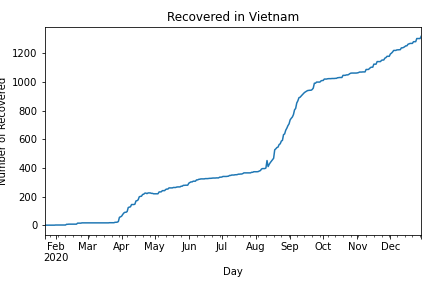 Recovered in Vietnam
Number of Recovered
1200
1000
800
600
400
200
0
Feb Mar Apr May Jun Jul Aug Sep Oct Nov Dec
2020
Day